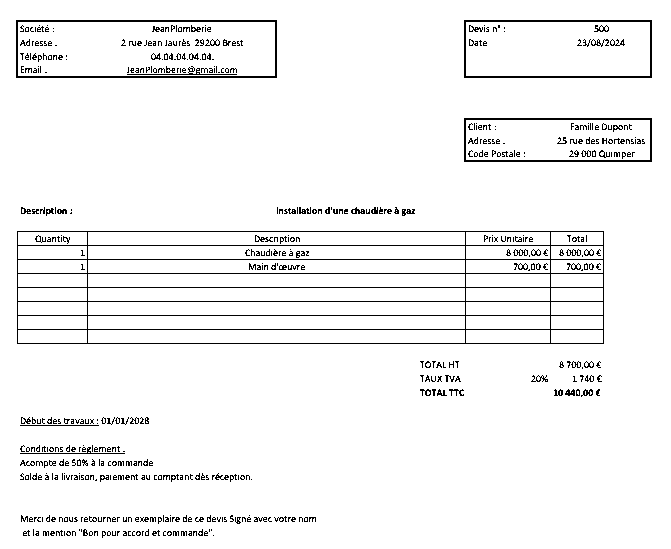 Société : JeanPlomberie
Adresse : 2 rue Jean Jaurès 29200 Brest
Téléphone : 04.04.04.04.04.
Email : JeanPlomberie@gmail.com
Devis n° : 500
Date 23/08/2024
Client : Famille Dupont
Adresse : 25 rue des Hortensias
Code Postale : 29 000 Quimper
Description : Installation d'une chaudière à gaz
Quantity Description Prix Unitaire Total
1 Chaudière à gaz 8 000,00 € 8 000,00 €
1 Main d'œuvre 700,00 € 700,00 €
TOTAL HT 8 700,00 €
TAUX TVA 20% 1 740 €
TOTAL TTC 10 440,00 €
Début des travaux : 01/01/2028
Conditions de règlement :
Acompte de 50% à la commande
Solde à la livraison, paiement au comptant dès réception.
Merci de nous retourner un exemplaire de ce devis Signé avec votre nom
et la mention "Bon pour accord et commande".